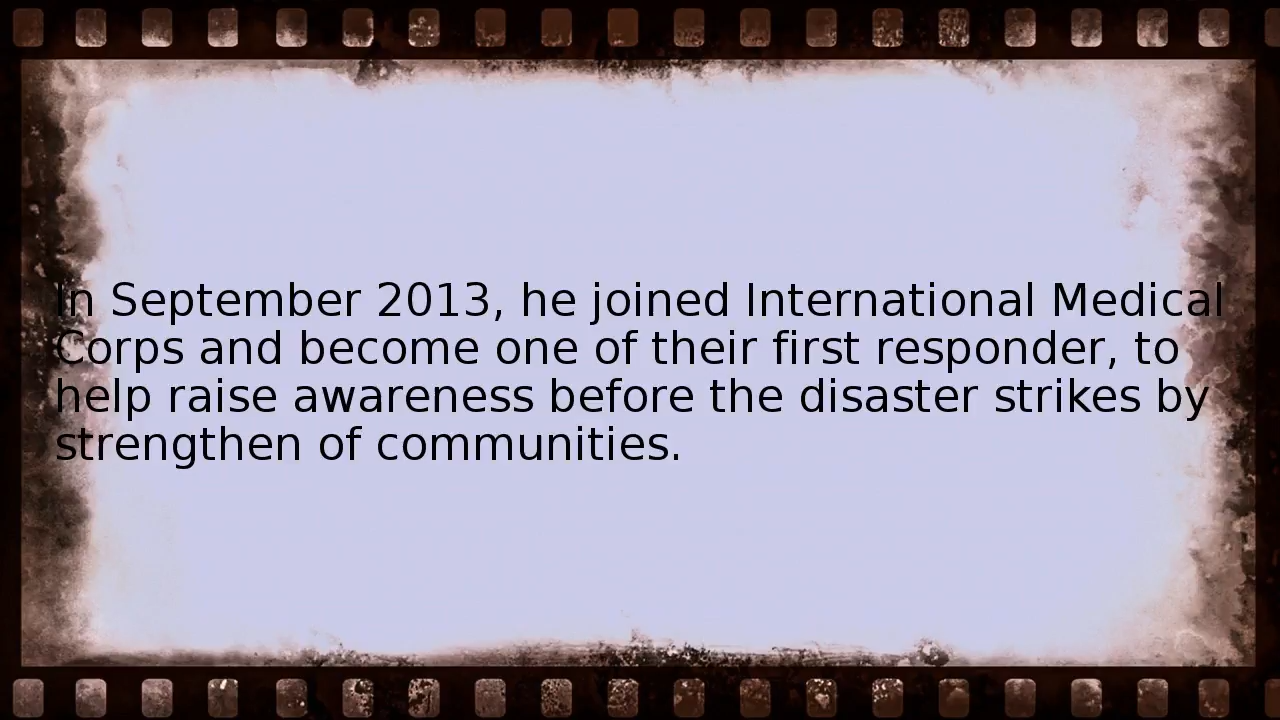 In September 2013, he joined International Medical
Corps and become one of their first responder, to
help raise awareness before the disaster strikes by
strengthen of communities.